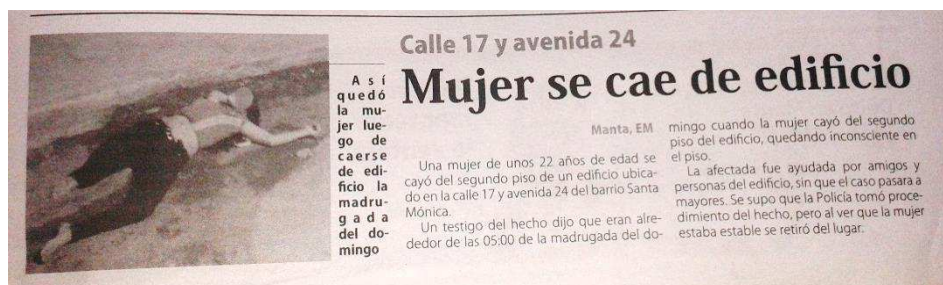 Calle 17 y avenida 24
Mujer se cae de edificio
Así
quedó
la mu-
jer lue-
go de
caerse
de edi-
ficio la
madru-
gada
del do-
mingo
Manta, EM
Una mujer de unos 22 años de edad se
cayó del segundo piso de un edificio ubica-
do en la calle 17 y avenida 24 del barrio Santa
Mónica.
Un testigo del hecho dijo que eran alre-
dedor de las 05:00 de la madrugada del do-
mingo cuando la mujer cayó del segundo
piso del edificio, quedando inconsciente en
el piso.
La afectada fue ayudada por amigos y
personas del edificio, sin que el caso pasara a
mayores. Se supo que la Policía tomó proce-
dimiento del hecho, pero al ver que la mujer
estaba estable se retiró del lugar.